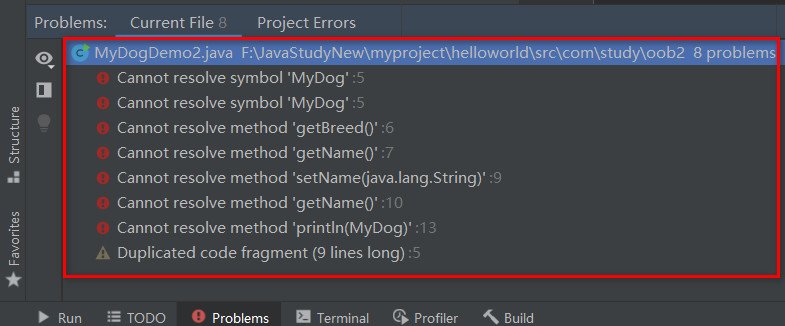 Problems: Current File 8 Project Errors
MyDogDemo2.java F:\JavaStudyNew\myproject\helloworld\src\com\study\oob2 8 problems
Cannot resolve symbol 'MyDog' :5
Cannot resolve symbol 'MyDog' :5
Cannot resolve method 'getBreed()' :6
Cannot resolve method 'getName()' :7
Cannot resolve method 'setName(java.lang.String)' :9
Cannot resolve method 'getName()' :10
Cannot resolve method 'println(MyDog)' :13
Duplicated code fragment (9 lines long) :5
Structure
Favorites
Run TODO Problems Terminal Profiler Build